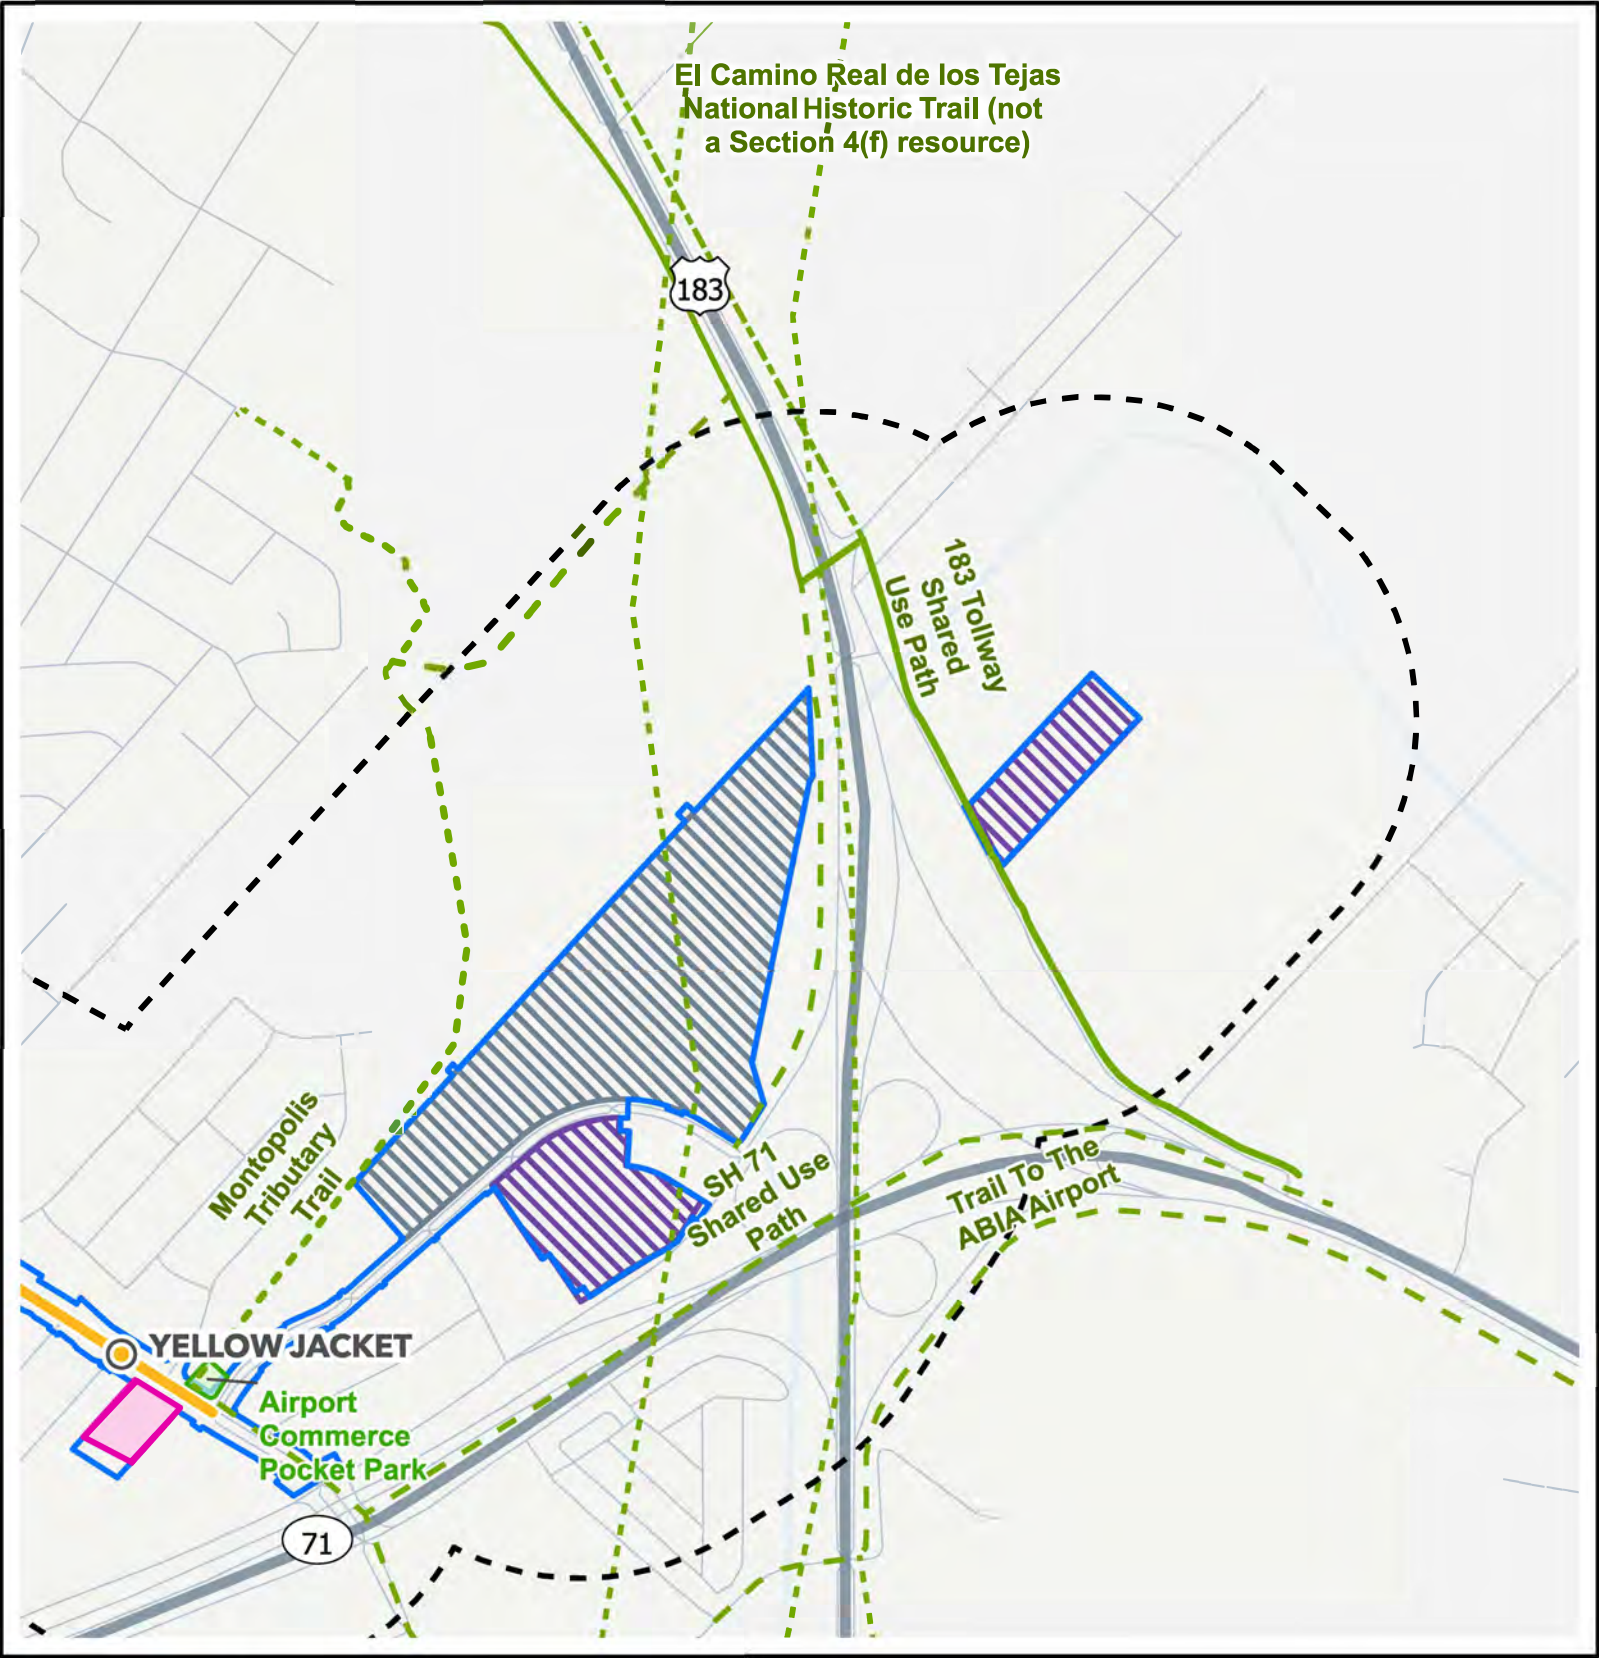 El Camino Real de los Tejas
National Historic Trail (not
a Section 4(f) resource)
183
183 Tollway
Shared
Use Path
Montopolis
Tributary
Trail
SH 71
Shared Use
Path
Trail To The
ABIA Airport
YELLOW JACKET
Airport
Commerce
Pocket Park
71